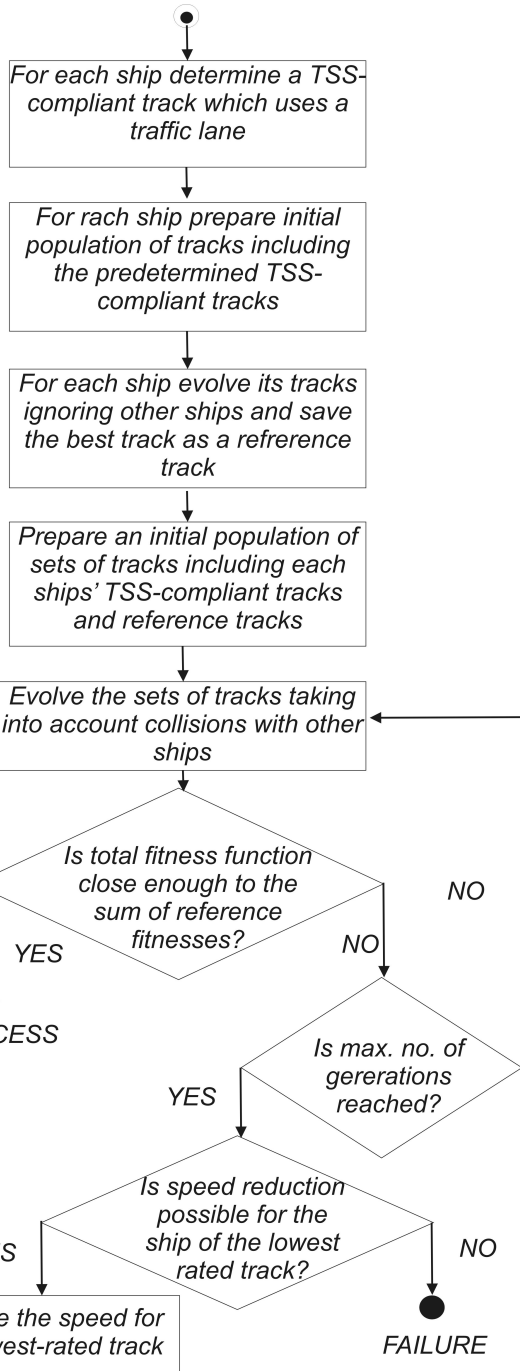 For each ship determine a TSS-
compliant track which uses a
traffic lane
For rach ship prepare initial
population of tracks including
the predetermined TSS-
compliant tracks
For each ship evolve its tracks
ignoring other ships and save
the best track as a refrerence
track
Prepare an initial population of
sets of tracks including each
ships’ TSS-compliant tracks
and reference tracks
Evolve the sets of tracks taking
into account collisions with other
ships
Is total fitness function
close enough to the
sum of reference
fitnesses?
NO
YES
NO
CESS
Is max. no. of
gererations
reached?
YES
Is speed reduction
possible for the
ship of the lowest
rated track?
S
NO
e the speed for
vest-rated track
FAILURE